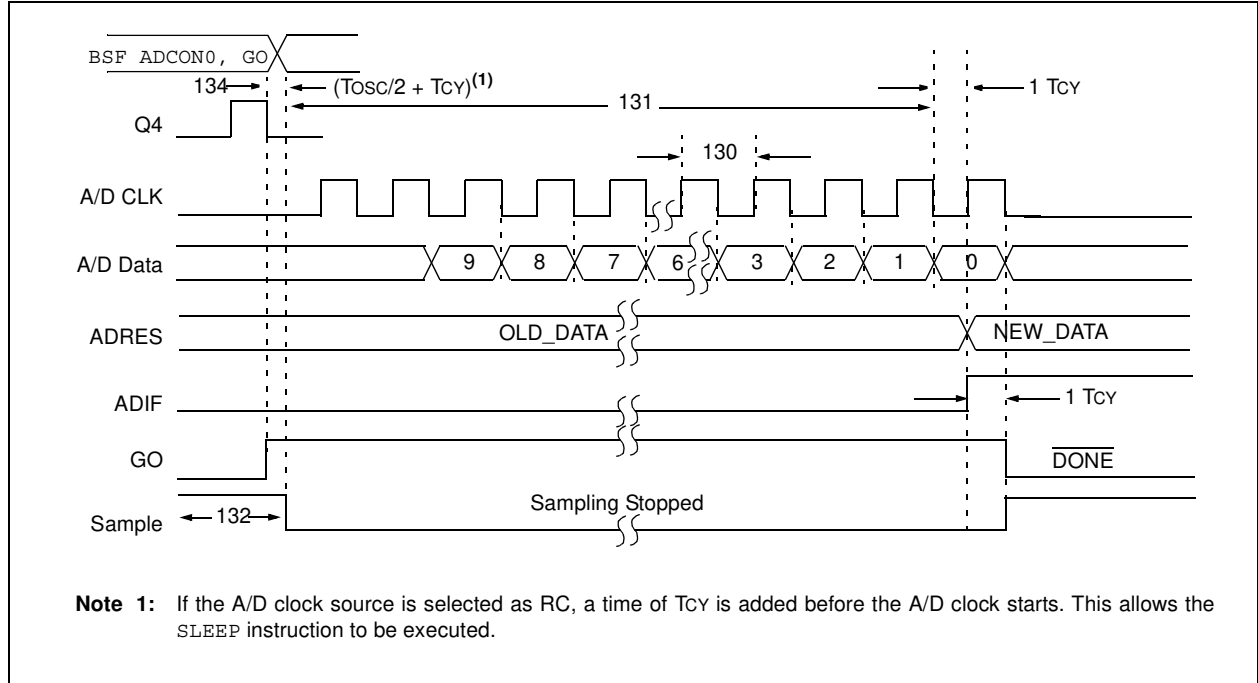 BSF ADCON0, GO
134
(TOSC/2 + TCY)(1)
131
1 TCY
Q4
130
A/D CLK
A/D Data
9 8 7 6 3 2 1 0
ADRES
OLD_DATA
NEW_DATA
ADIF
1 TCY
GO
DONE
Sampling Stopped
Sample
132
Note 1: If the A/D clock source is selected as RC, a time of TCY is added before the A/D clock starts. This allows the
SLEEP instruction to be executed.